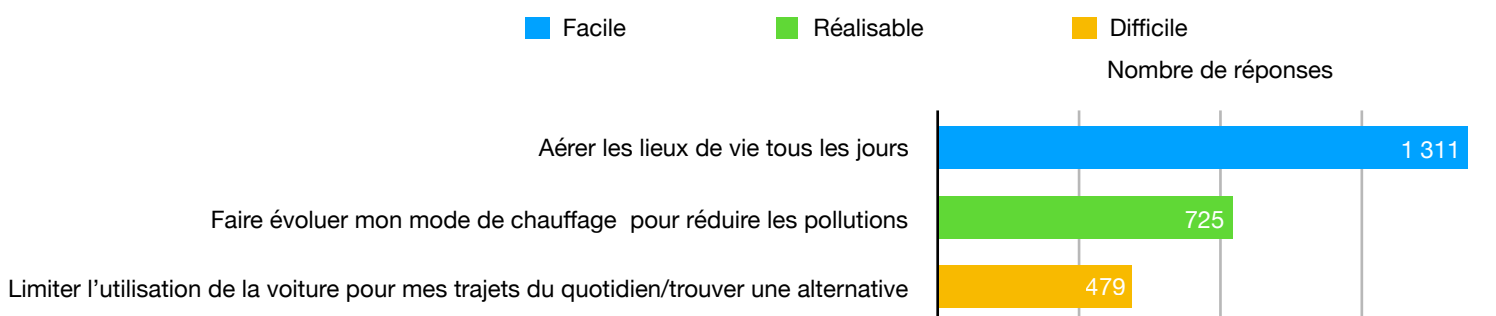 Facile Réalisable Difficile
Nombre de réponses
Aérer les lieux de vie tous les jours 1 311
Faire évoluer mon mode de chauffage  pour réduire les pollutions 725
Limiter l’utilisation de la voiture pour mes trajets du quotidien/trouver une alternative 479